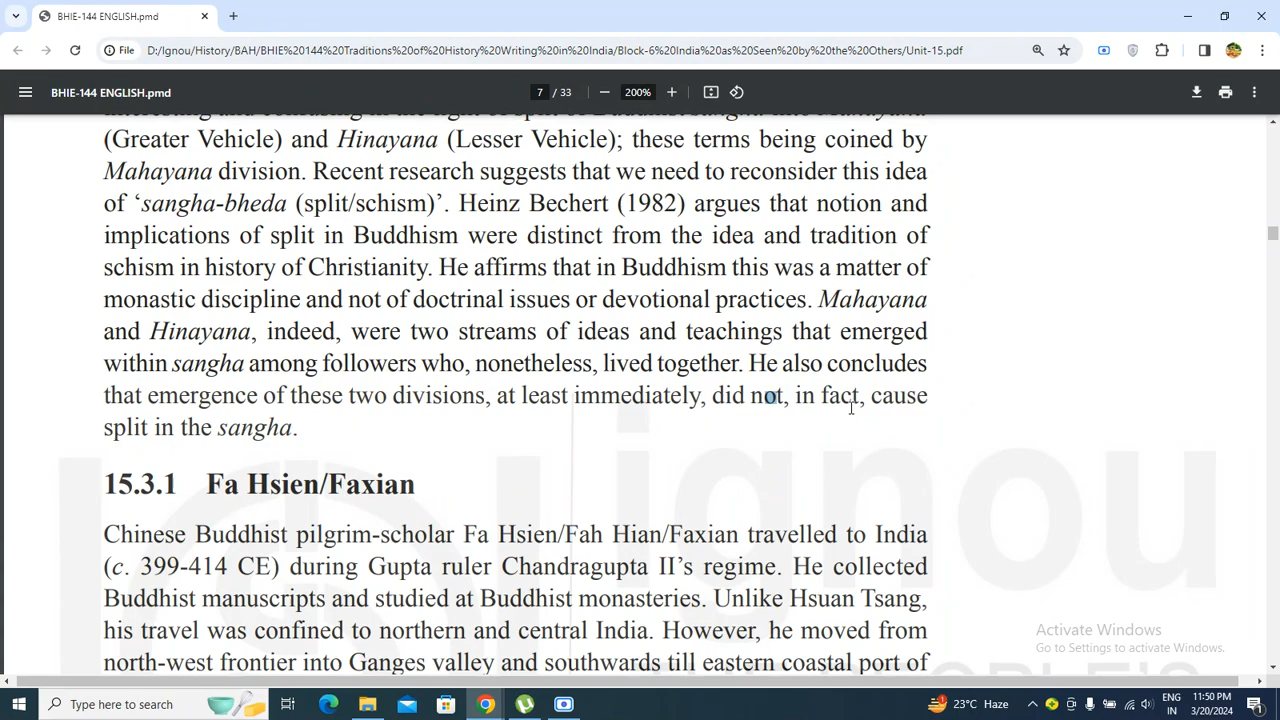 BHIE-144 ENGLISH.pmd
File D:/Ignou/History/BAH/BHIE%20144%20Traditions%20of%20History%20Writing%20in%20India/Block-6%20India%20as%20Seen%20by%20the%20Others/Unit-15.pdf
BHIE-144 ENGLISH.pmd 7 / 33 200%
(Greater Vehicle) and Hinayana (Lesser Vehicle); these terms being coined by
Mahayana division. Recent research suggests that we need to reconsider this idea
of ‘sangha-bheda (split/schism)’. Heinz Bechert (1982) argues that notion and
implications of split in Buddhism were distinct from the idea and tradition of
schism in history of Christianity. He affirms that in Buddhism this was a matter of
monastic discipline and not of doctrinal issues or devotional practices. Mahayana
and Hinayana, indeed, were two streams of ideas and teachings that emerged
within sangha among followers who, nonetheless, lived together. He also concludes
that emergence of these two divisions, at least immediately, did not, in fact, cause
split in the sangha.
15.3.1 Fa Hsien/Faxian
Chinese Buddhist pilgrim-scholar Fa Hsien/Fah Hian/Faxian travelled to India
(c. 399-414 CE) during Gupta ruler Chandragupta II’s regime. He collected
Buddhist manuscripts and studied at Buddhist monasteries. Unlike Hsuan Tsang,
his travel was confined to northern and central India. However, he moved from
north-west frontier into Ganges valley and southwards till eastern coastal port of
ignou
Activate Windows
Go to Settings to activate Windows.
Type here to search
23°C Haze
ENG
IN
11:50 PM
3/20/2024